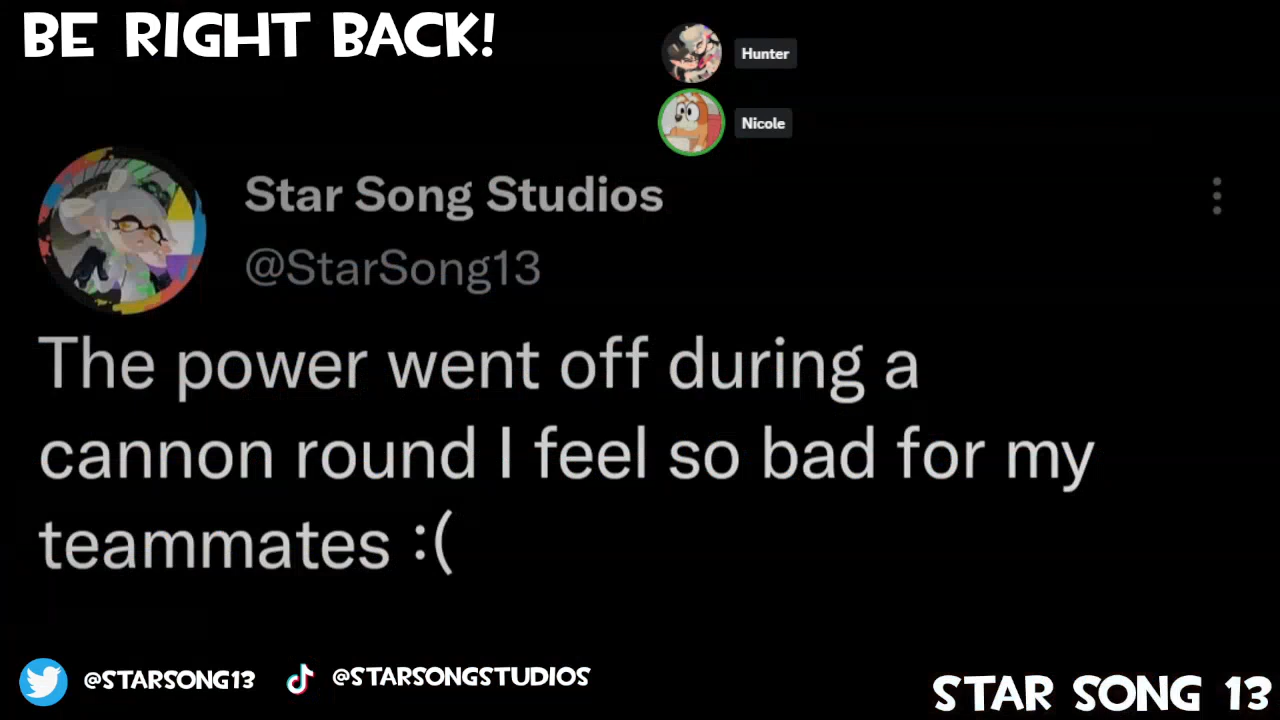 BE RIGHT BACK!
Hunter
Nicole
Star Song Studios
@StarSong13
The power went off during a
cannon round I feel so bad for my
teammates :(
@STARSONG13
@STARSONGSTUDIOS
STAR SONG 13